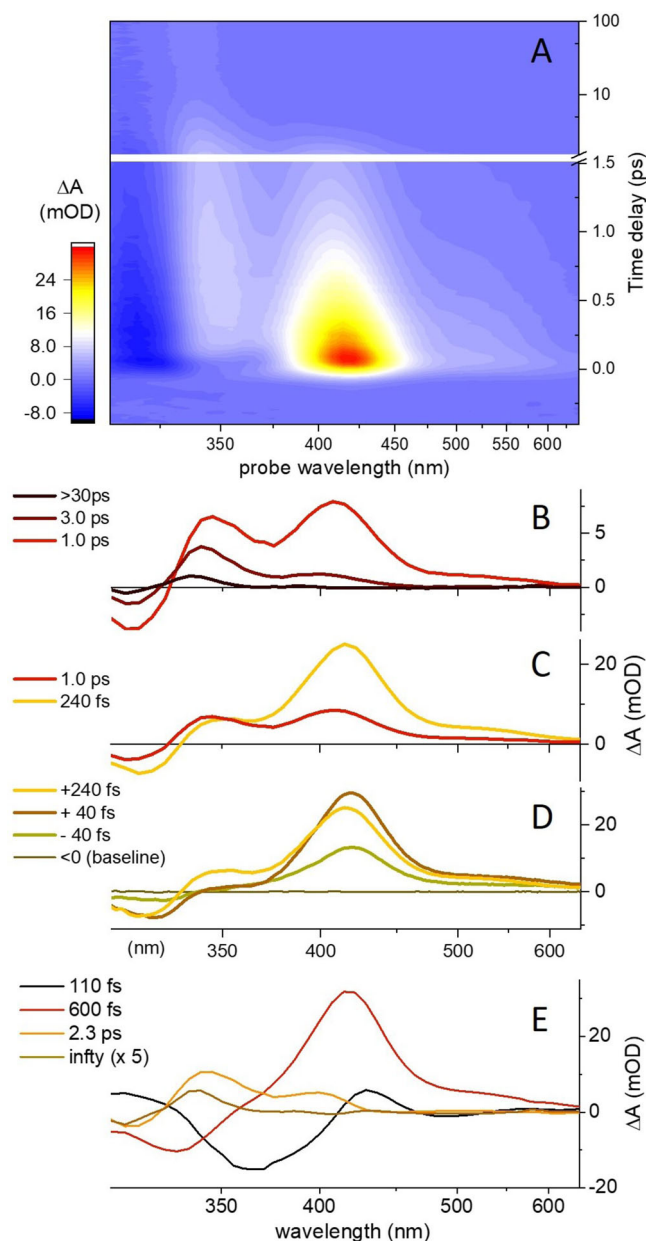 A
100
10
1.5
1.0
0.5
0.0
Time delay (ps)
ΔA
(mOD)
24
16
8.0
0.0
-8.0
350 400 450 500 550 600
probe wavelength (nm)
>30ps
3.0 ps
1.0 ps
B
5
0
1.0 ps
240 fs
C
20
0
ΔA (mOD)
+240 fs
+ 40 fs
- 40 fs
<0 (baseline)
D
20
0
(nm) 350 400 500 600
110 fs
600 fs
2.3 ps
infty (x 5)
E
20
0
-20
ΔA (mOD)
350 400 500 600
wavelength (nm)